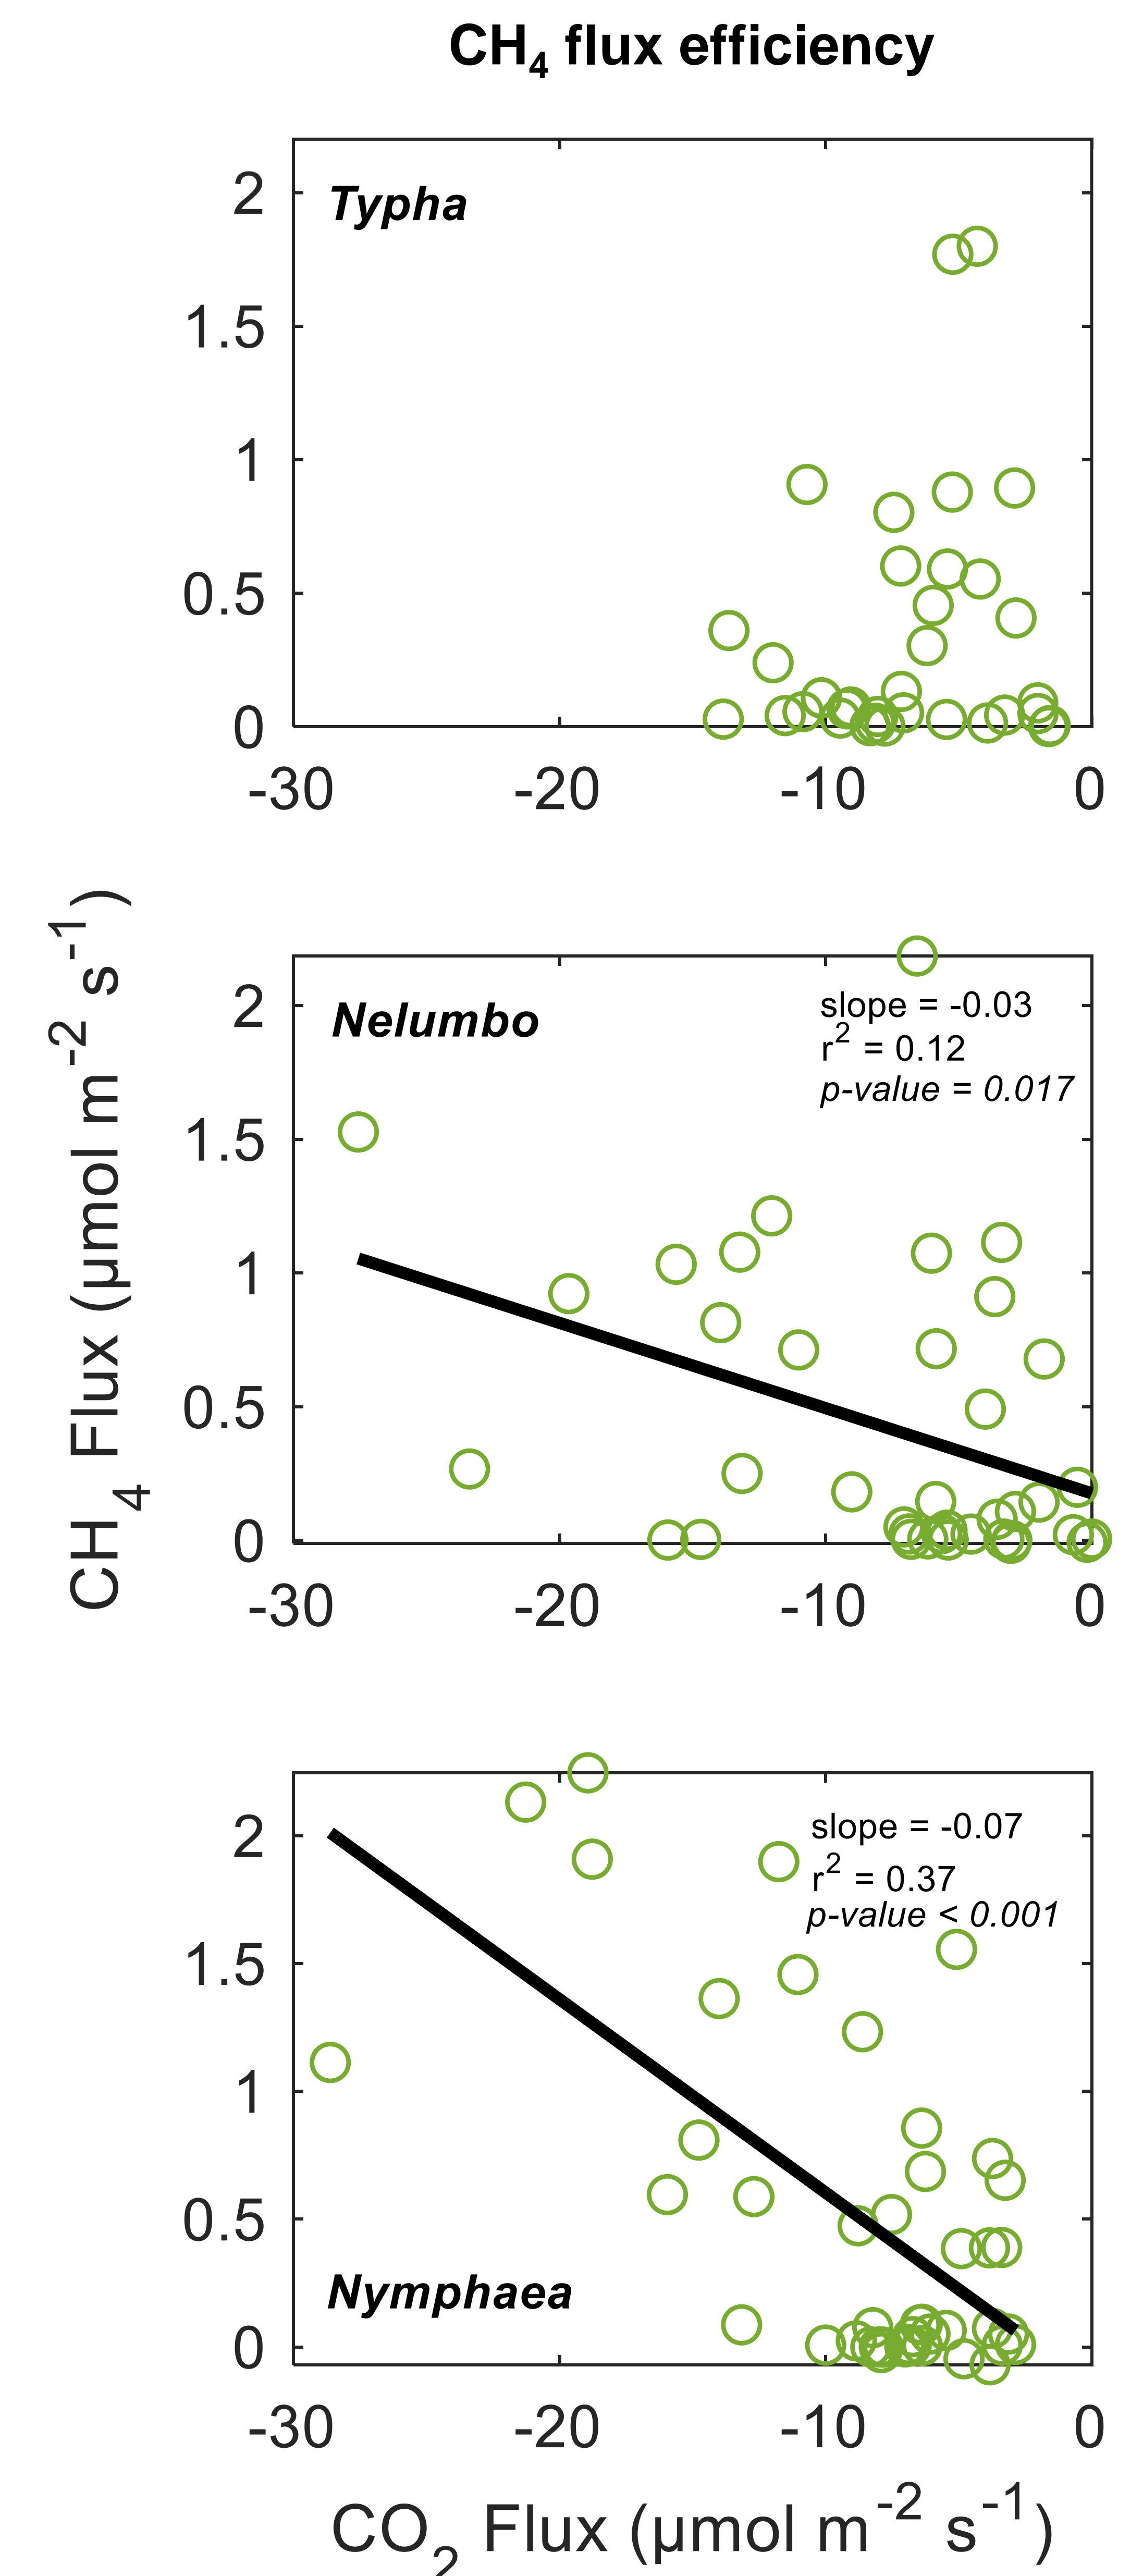 CH4 flux efficiency
Typha
2
1.5
1
0.5
0
-30 -20 -10 0
CH4 Flux (µmol m-2 s-1)
Nelumbo
slope = -0.03
r2 = 0.12
p-value = 0.017
2
1.5
1
0.5
0
-30 -20 -10 0
slope = -0.07
r2 = 0.37
p-value < 0.001
2
1.5
1
0.5
0
Nymphaea
-30 -20 -10 0
CO2 Flux (µmol m-2 s-1)